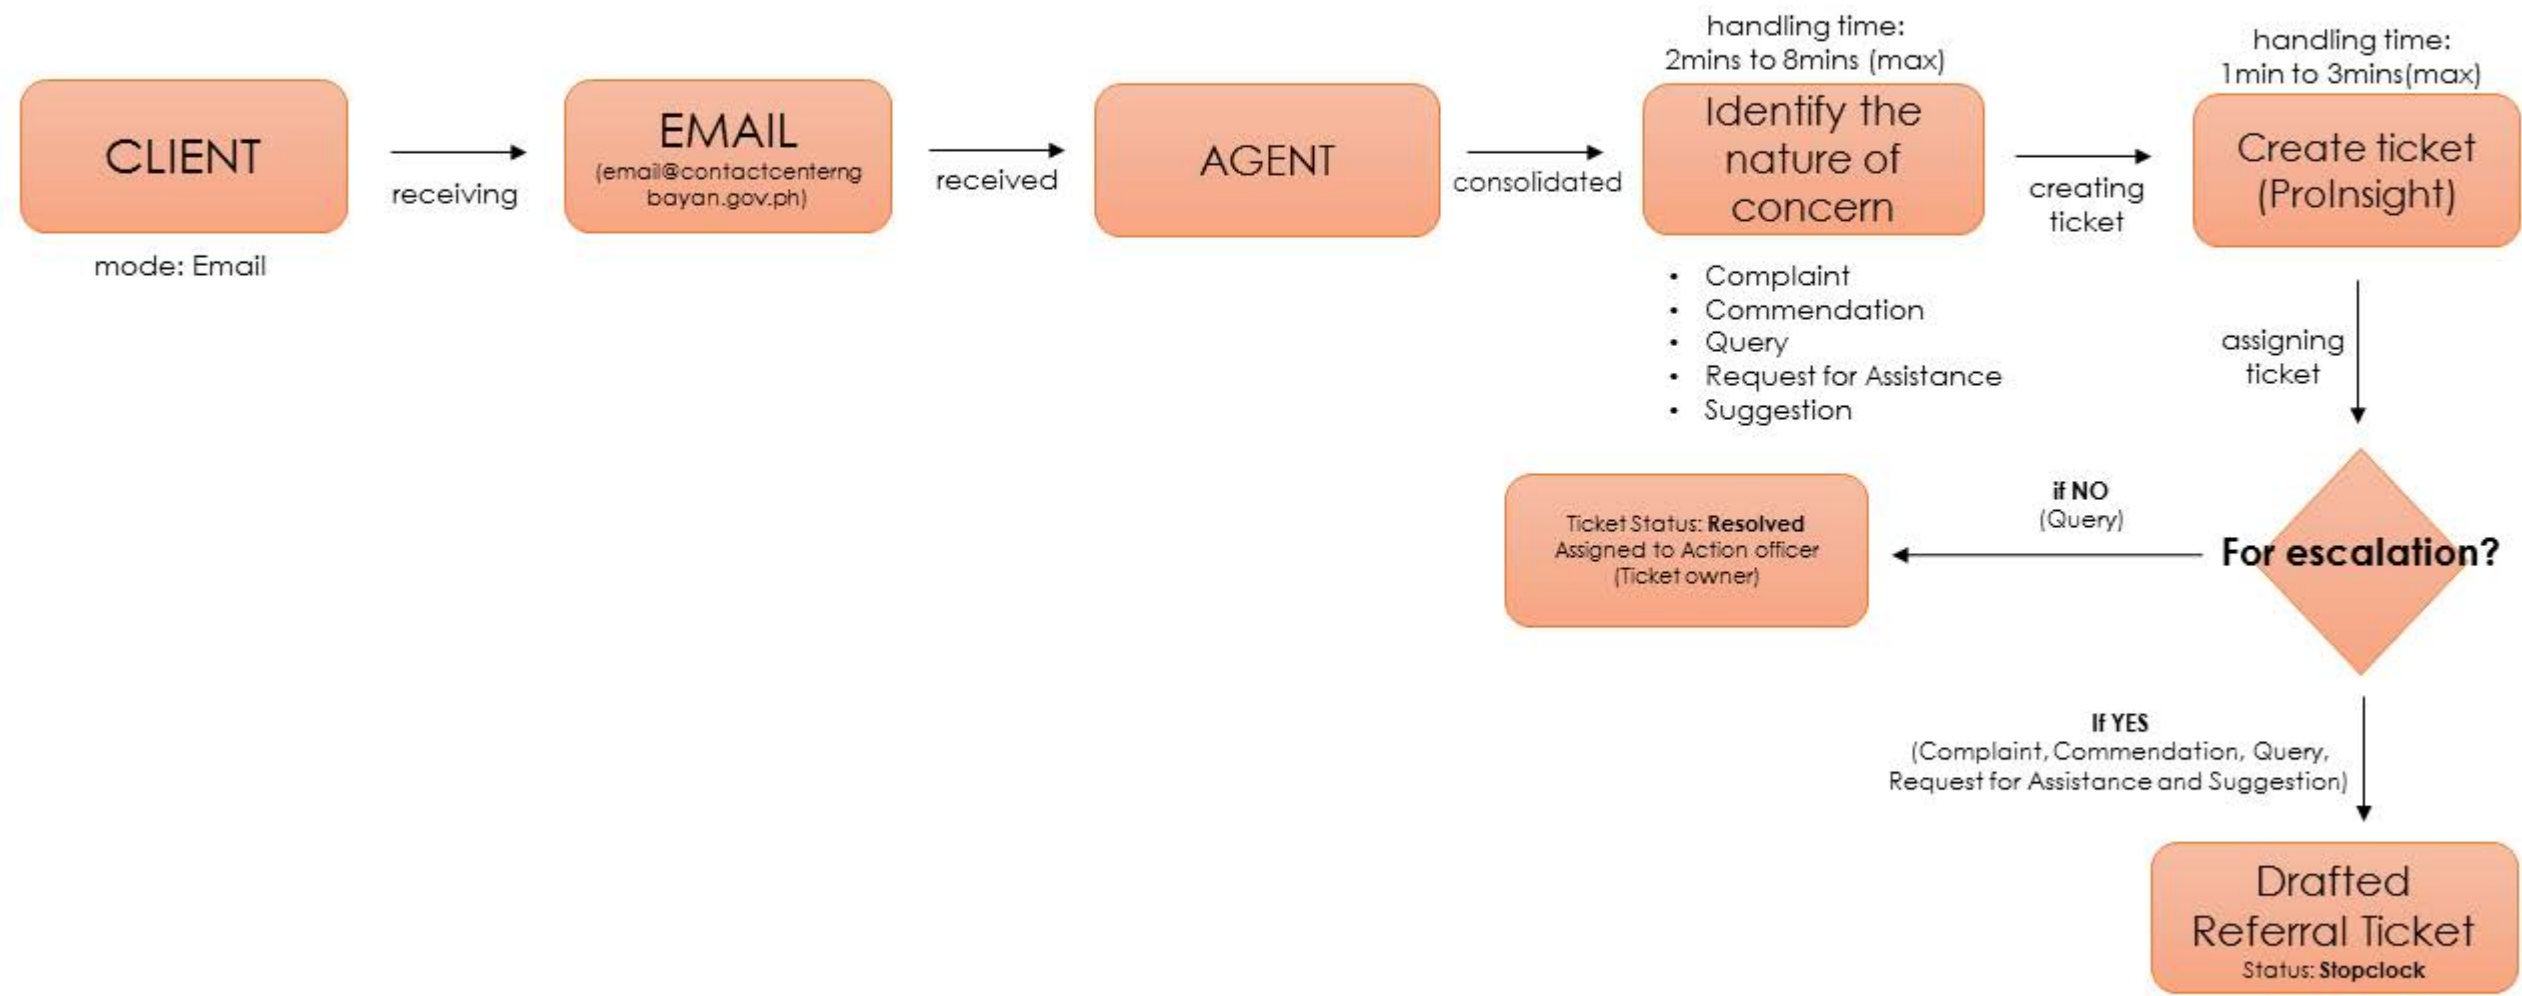 CLIENT
mode: Email
receiving
EMAIL
(email@contactcenterng
bayan.gov.ph)
received
AGENT
consolidated
handling time:
2mins to 8mins (max)
Identify the
nature of
concern
• Complaint
• Commendation
• Query
• Request for Assistance
• Suggestion
creating
ticket
handling time:
1min to 3mins(max)
Create ticket
(ProInsight)
assigning
ticket
For escalation?
if NO
(Query)
Ticket Status: Resolved
Assigned to Action officer
(Ticket owner)
If YES
(Complaint, Commendation, Query,
Request for Assistance and Suggestion)
Drafted
Referral Ticket
Status: Stopclock